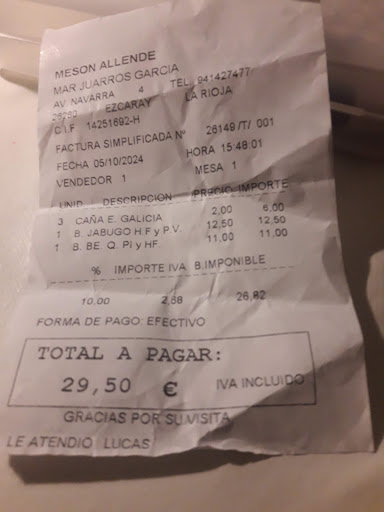 MESON ALLENDE
MAR JUARROS GARCIA
AV NAVARRA 4 TEL. 941427477
26280 EZCARAY LA RIOJA
C.I.F 14251692-H
FACTURA SIMPLIFICADA Nº 26149 /T/ 001
FECHA 05/10/2024 HORA 15:48:01
VENDEDOR 1 MESA 1
UNID DESCRIPCION PRECIO IMPORTE
3 CAÑA E. GALICIA 2,00 6,00
1 B. JABUGO H.F y P.V. 12,50 12,50
1 B. BE. Q. PI y HF. 11,00 11,00
% IMPORTE IVA B.IMPONIBLE
10,00 2,68 26,82
FORMA DE PAGO: EFECTIVO
TOTAL A PAGAR:
29,50 € IVA INCLUIDO
GRACIAS POR SU VISITA
LE ATENDIO LUCAS